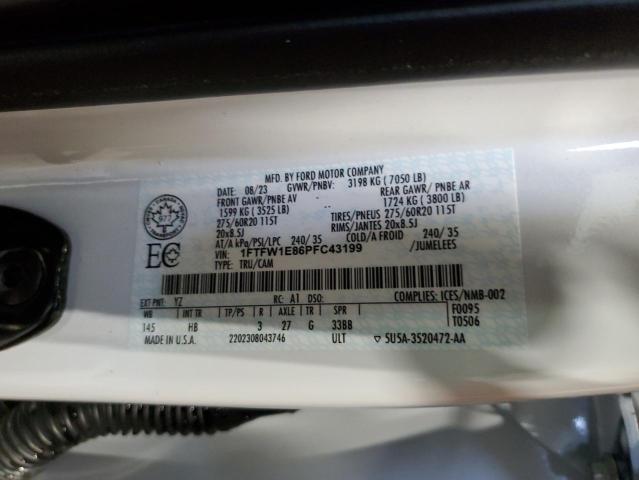 MFD. BY FORD MOTOR COMPANY
DATE: 08/23 GVWR/PNBV: 3198 KG (7050 LB)
FRONT GAWR/PNBE AV REAR GAWR/ PNBE AR
1599 KG (3525 LB) 1724 KG (3800 LB)
275/60R20 115T TIRES/PNEUS 275/60R20 115T
20x8.5J RIMS/JANTES 20x8.5J
AT/A kPa/PSI/LPC 240/35 COLD/A FROID 240/35
VIN: 1FTFW1E86PFC43199 /JUMELEES
TYPE: TRU/CAM
EC
EXT PNT: YZ RC: A1 DSO: COMPLIES: ICES/NMB-002
WB INT TR TP/PS R AXLE TR SPR F0095
145 HB 3 27 G 33BB T0506
MADE IN U.S.A. 2202308043746 ULT ▽ 5U5A-3520472-AA